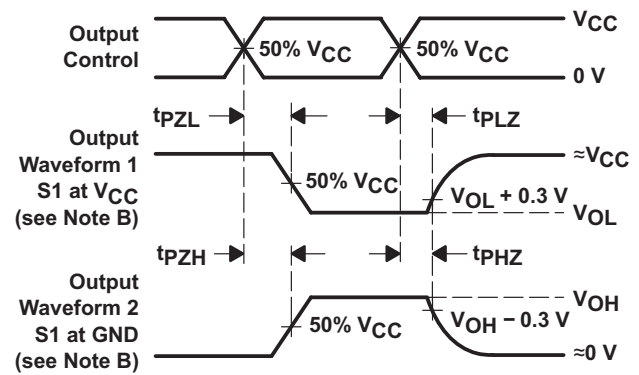 Output
Control
50% VCC
50% VCC
VCC
0 V
tPZL
tPLZ
Output
Waveform 1
S1 at VCC
(see Note B)
50% VCC
≈VCC
VOL + 0.3 V
VOL
tPZH
tPHZ
Output
Waveform 2
S1 at GND
(see Note B)
50% VCC
VOH
VOH − 0.3 V
≈0 V